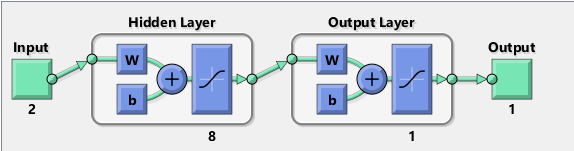 Hidden Layer
Output Layer
Input
Output
W
+
b
W
+
b
2
8
1
1